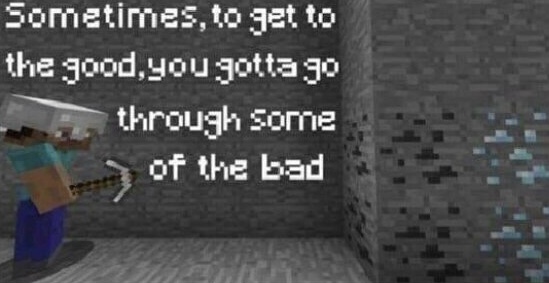 Sometimes, to get to
the good, you gotta go
through some
of the bad